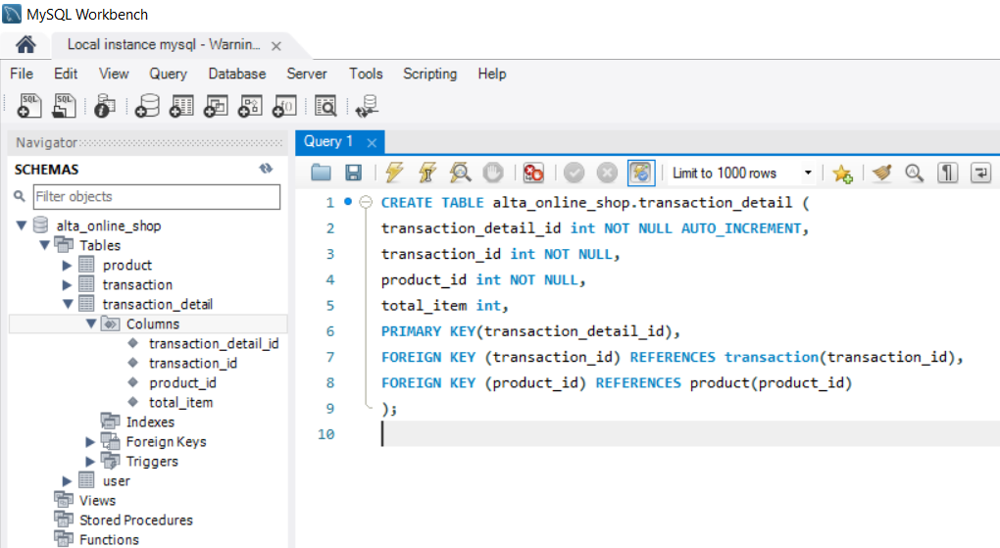 MySQL Workbench
Local instance mysql - Warnin...
File Edit View Query Database Server Tools Scripting Help
SQL SQL
Navigator
Query 1
SCHEMAS
Limit to 1000 rows
Filter objects
alta_online_shop
Tables
product
transaction
transaction_detail
Columns
transaction_detail_id
transaction_id
product_id
total_item
Indexes
Foreign Keys
Triggers
user
Views
Stored Procedures
Functions
1 CREATE TABLE alta_online_shop.transaction_detail (
2 transaction_detail_id int NOT NULL AUTO_INCREMENT,
3 transaction_id int NOT NULL,
4 product_id int NOT NULL,
5 total_item int,
6 PRIMARY KEY(transaction_detail_id),
7 FOREIGN KEY (transaction_id) REFERENCES transaction(transaction_id),
8 FOREIGN KEY (product_id) REFERENCES product(product_id)
9 );
10